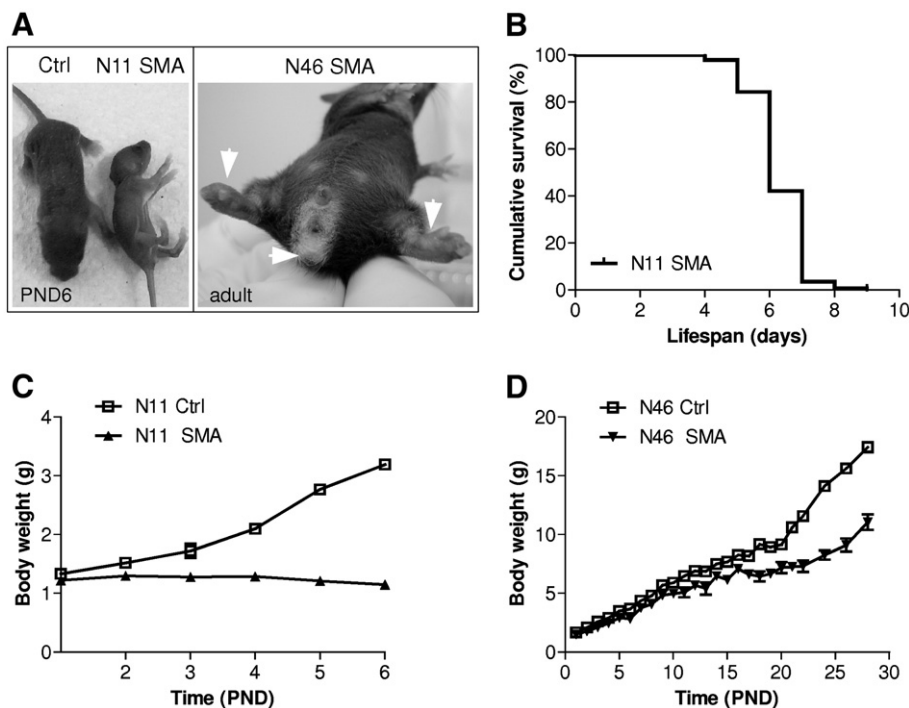 A
Ctrl N11 SMA
N46 SMA
PND6
adult
B
Cumulative survival (%)
100
80
60
40
20
0
N11 SMA
0 2 4 6 8 10
Lifespan (days)
C
N11 Ctrl
N11 SMA
Body weight (g)
4
3
2
1
0
2 3 4 5 6
Time (PND)
D
N46 Ctrl
N46 SMA
Body weight (g)
20
15
10
5
0
0 5 10 15 20 25 30
Time (PND)